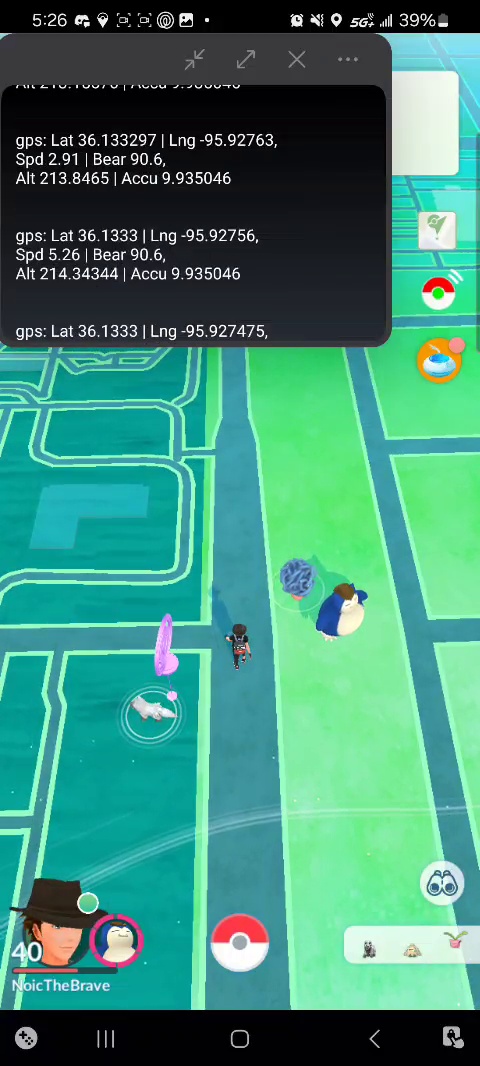 5:26
5G+
39%
gps: Lat 36.133297 | Lng -95.92763,
Spd 2.91 | Bear 90.6,
Alt 213.8465 | Accu 9.935046
gps: Lat 36.1333 | Lng -95.92756,
Spd 5.26 | Bear 90.6,
Alt 214.34344 | Accu 9.935046
gps: Lat 36.1333 | Lng -95.927475,
40
NoicTheBrave